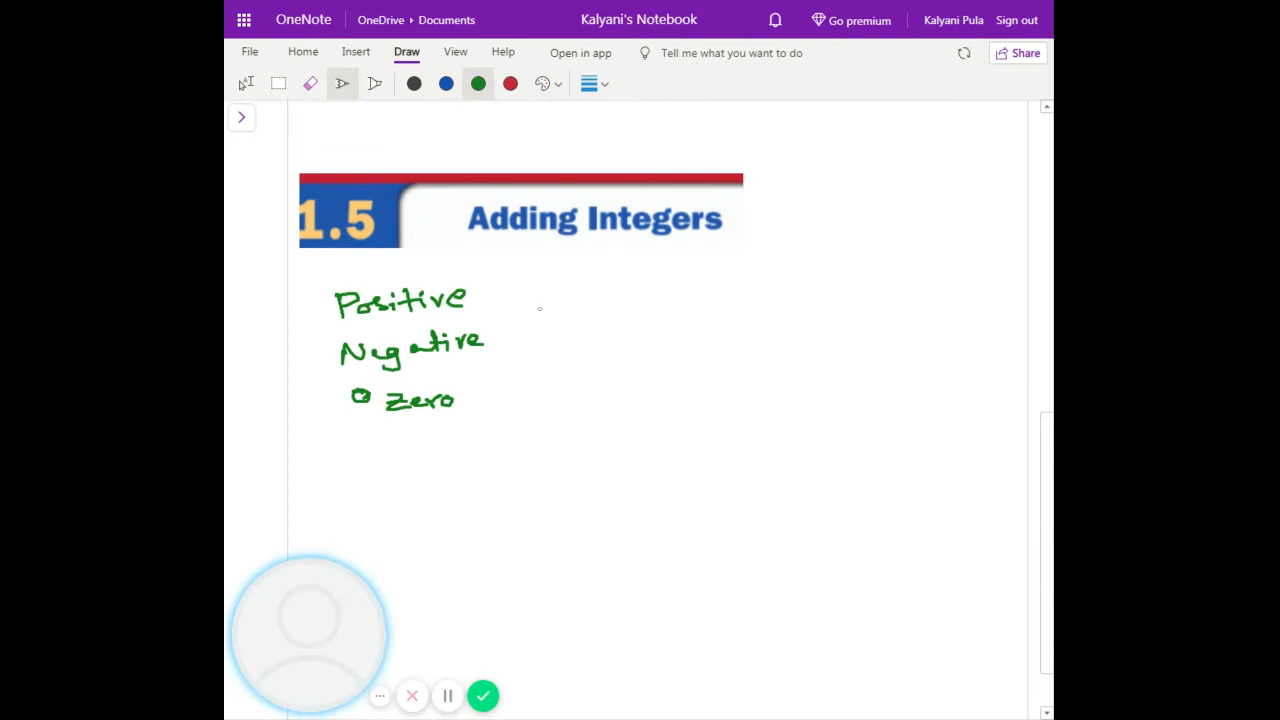 OneNote OneDrive › Documents Kalyani's Notebook Go premium Kalyani Pula Sign out
File Home Insert Draw View Help Open in app Tell me what you want to do Share
1.5 Adding Integers
Positive
Negative
0 Zero